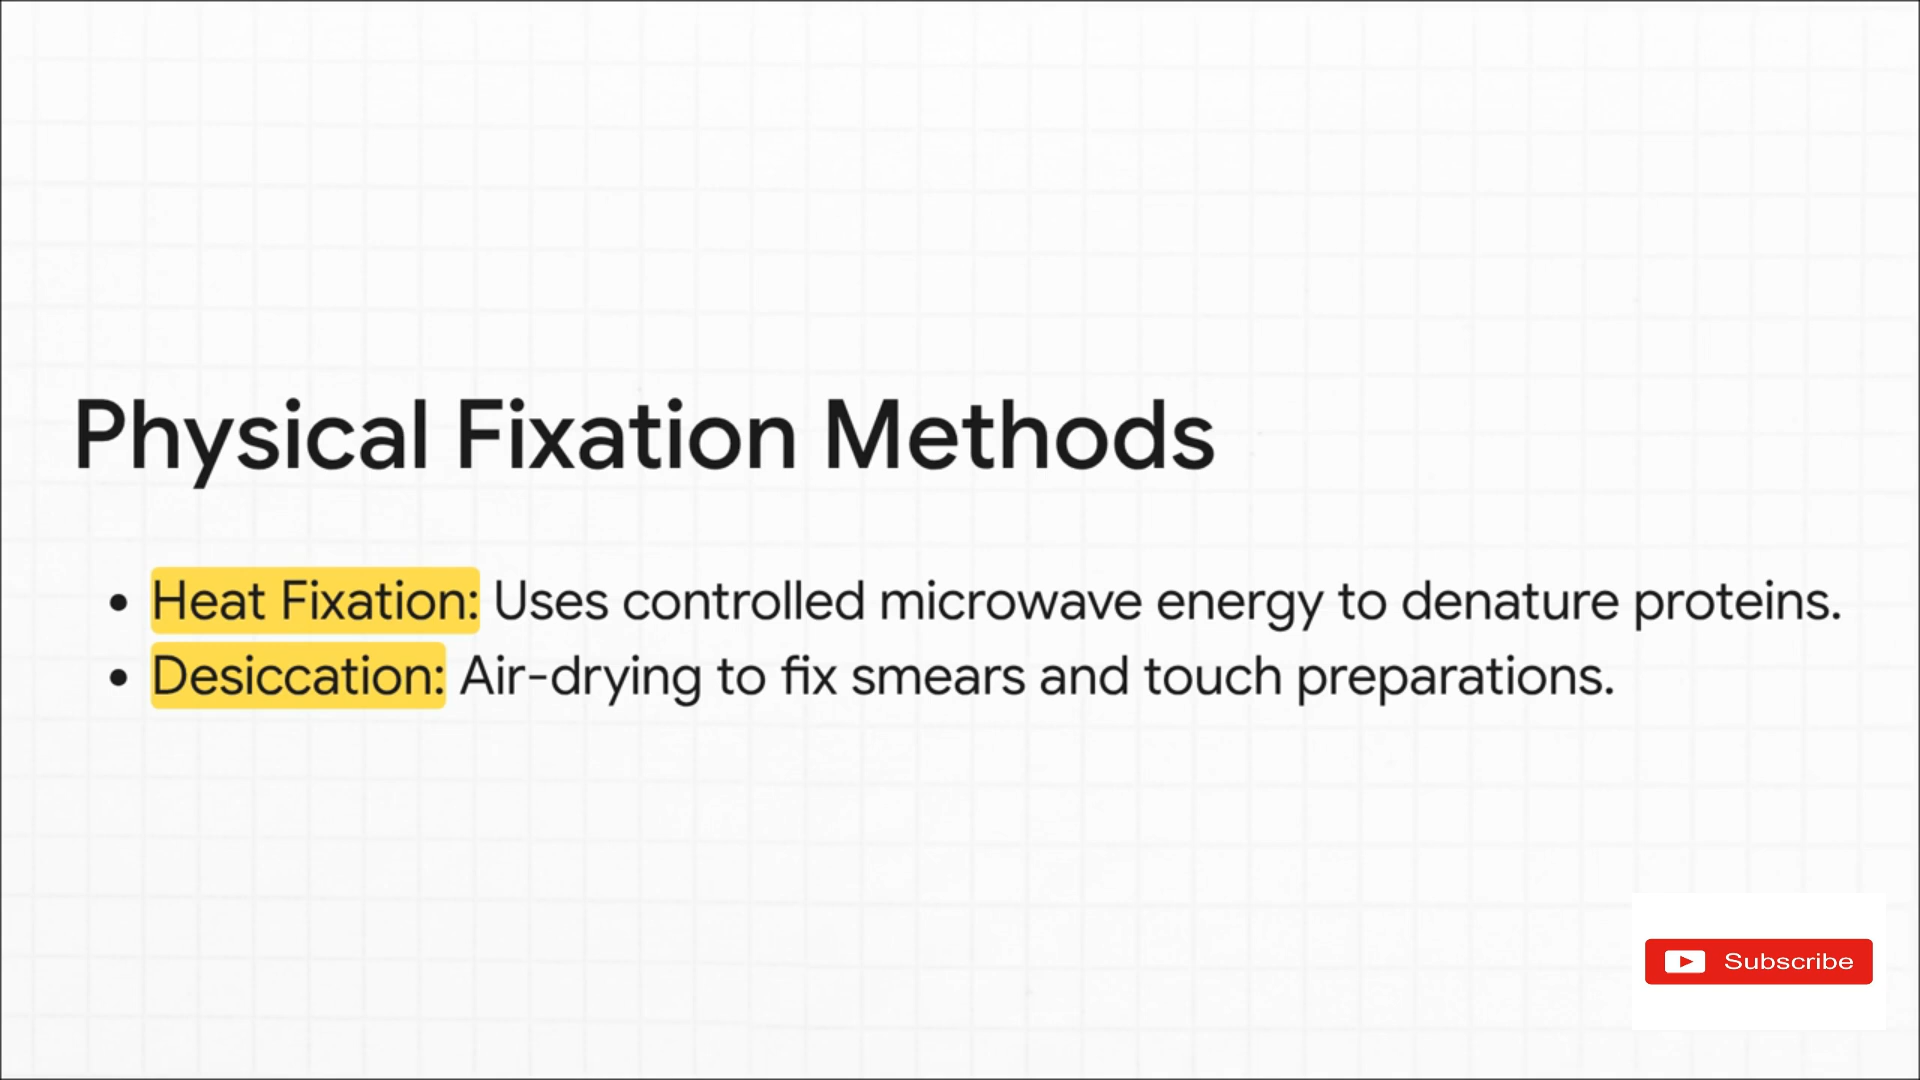 Physical Fixation Methods
• Heat Fixation: Uses controlled microwave energy to denature proteins.
• Desiccation: Air-drying to fix smears and touch preparations.
Subscribe